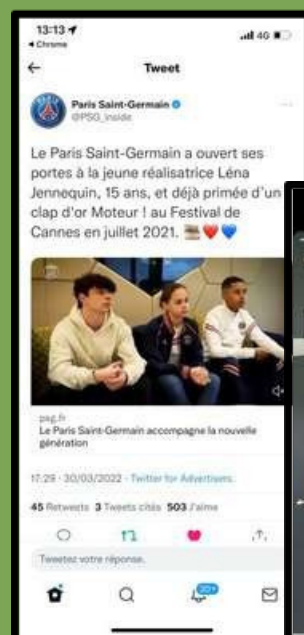 13:13
4G
◀ Chrome
Tweet
Paris Saint-Germain
@PSG_inside
Le Paris Saint-Germain a ouvert ses
portes à la jeune réalisatrice Léna
Jennequin, 15 ans, et déjà primée d'un
clap d'or Moteur ! au Festival de
Cannes en juillet 2021.
psg.fr
Le Paris Saint-Germain accompagne la nouvelle
génération
17:29 · 30/03/2022 · Twitter for Advertisers.
45 Retweets 3 Tweets cités 503 J'aime
Tweetez votre réponse.
20+